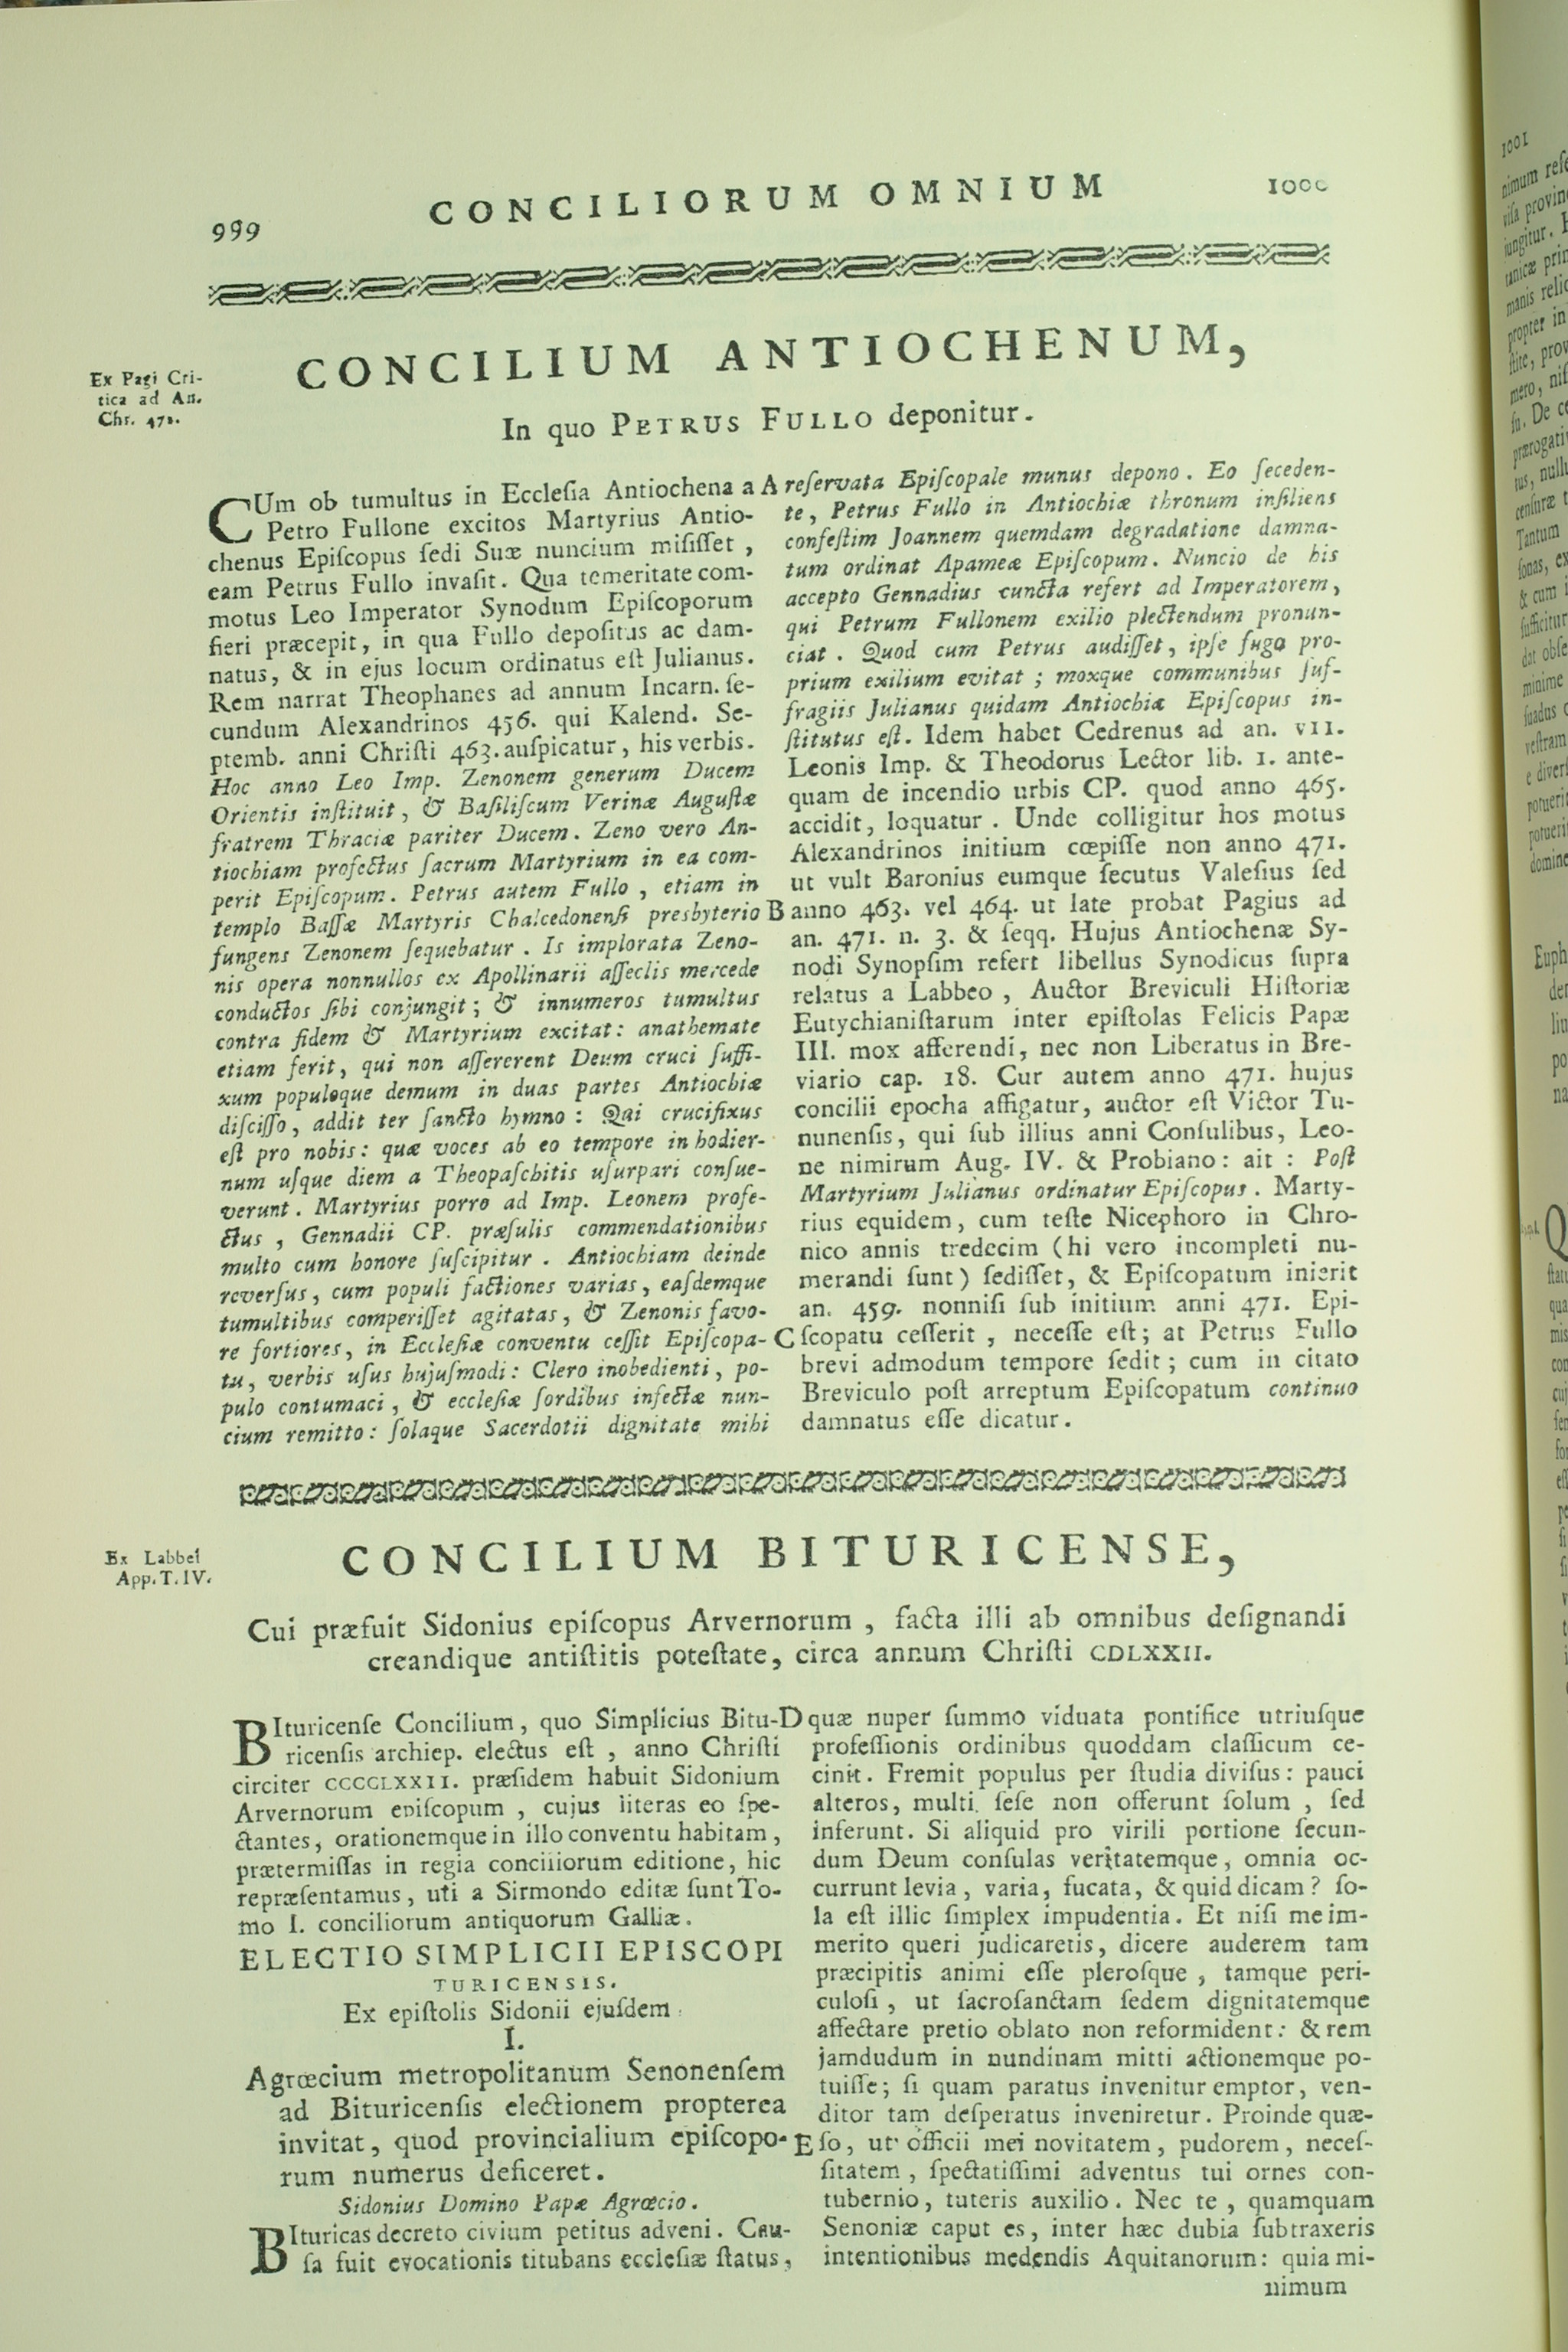 999
CONCILIORUM OMNIUM
1000
CONCILIUM ANTIOCHENUM,
Ex Pagi Cri-
tica ad An.
Chr. 471.
In quo PETRUS FULLO deponitur.
CUm ob tumultus in Ecclesia Antiochena a
Petro Fullone excitos Martyrius Antio-
chenus Episcopus sedi Suæ nuncium misisset,
eam Petrus Fullo invasit. Qua temeritate com-
motus Leo Imperator Synodum Episcoporum
fieri præcepit, in qua Fullo depositus ac dam-
natus, & in ejus locum ordinatus est Julianus.
Rem narrat Theophanes ad annum Incarn. se-
cundum Alexandrinos 456. qui Kalend. Se-
ptemb. anni Christi 463. auspicatur, his verbis.
Hoc anno Leo Imp. Zenonem generum Ducem
Orientis instituit, & Basiliscum Verinæ Augustæ
fratrem Thraciæ pariter Ducem. Zeno vero An-
tiochiam profectus sacrum Martyrium in ea com-
perit Episcopum. Petrus autem Fullo, etiam in
templo Bassæ Martyris Chalcedonensi presbyterio
fungens Zenonem sequebatur. Is implorata Zeno-
nis opera nonnullos ex Apollinarii asseclis mercede
conductos sibi conjungit; & innumeros tumultus
contra fidem & Martyrium excitat: anathemate
etiam ferit, qui non assererent Deum cruci suffi-
xum populoque demum in duas partes Antiochiæ
discisso, addit ter sancto hymno: Qui crucifixus
est pro nobis: quæ voces ab eo tempore in hodier-
num usque diem a Theopaschitis usurpari consue-
verunt. Martyrius porro ad Imp. Leonem profe-
ctus, Gennadii CP. præsulis commendationibus
multo cum honore suscipitur. Antiochiam deinde
reversus, cum populi factiones varias, easdemque
tumultibus comperisset agitatas, & Zenonis favo-
re fortiores, in Ecclesiæ conventu cessit Episcopa-
tu, verbis usus hujusmodi: Clero inobedienti, po-
pulo contumaci, & ecclesiæ sordibus infectæ nun-
cium remitto: solaque Sacerdotii dignitate mihi
A reservata Episcopale munus depono. Eo seceden-
te, Petrus Fullo in Antiochiæ thronum insiliens
confestim Joannem quemdam degradatione damna-
tum ordinat Apameæ Episcopum. Nuncio de his
accepto Gennadius cuncta refert ad Imperatorem,
qui Petrum Fullonem exilio plectendum pronun-
ciat. Quod cum Petrus audisset, ipse fuga pro-
prium exilium evitat; moxque communibus suf-
fragiis Julianus quidam Antiochiæ Episcopus in-
stitutus est. Idem habet Cedrenus ad an. VII.
Leonis Imp. & Theodorus Lector lib. 1. ante-
quam de incendio urbis CP. quod anno 465.
accidit, loquatur. Unde colligitur hos motus
Alexandrinos initium cœpisse non anno 471.
ut vult Baronius eumque secutus Valesius sed
B anno 463. vel 464. ut late probat Pagius ad
an. 471. n. 3. & seqq. Hujus Antiochenæ Sy-
nodi Synopsim refert libellus Synodicus supra
relatus a Labbeo, Auctor Breviculi Historiæ
Eutychianistarum inter epistolas Felicis Papæ
III. mox afferendi, nec non Liberatus in Bre-
viario cap. 18. Cur autem anno 471. hujus
concilii epocha affigatur, auctor est Victor Tu-
nunensis, qui sub illius anni Consulibus, Leo-
ne nimirum Aug. IV. & Probiano: ait: Post
Martyrium Julianus ordinatur Episcopus. Marty-
rius equidem, cum teste Nicephoro in Chro-
nico annis tredecim (hi vero incompleti nu-
merandi sunt) sedisset, & Episcopatum inierit
an. 459. nonnisi sub initium anni 471. Epi-
C scopatu cesserit, necesse est; at Petrus Fullo
brevi admodum tempore sedit; cum in citato
Breviculo post arreptum Episcopatum continuo
damnatus esse dicatur.
CONCILIUM BITURICENSE,
Ex Labbei
App. T. IV.
Cui præfuit Sidonius episcopus Arvernorum, facta illi ab omnibus designandi
creandique antistitis potestate, circa annum Christi CDLXXII.
BIturicense Concilium, quo Simplicius Bitu-
ricensis archiep. electus est, anno Christi
circiter CCCCLXXII. præsidem habuit Sidonium
Arvernorum episcopum, cujus literas eo spe-
ctantes, orationemque in illo conventu habitam,
prætermissas in regia conciliorum editione, hic
repræsentamus, uti a Sirmondo editæ sunt To-
mo I. conciliorum antiquorum Galliæ.
ELECTIO SIMPLICII EPISCOPI
TURICENSIS.
Ex epistolis Sidonii ejusdem
I.
Agrœcium metropolitanum Senonensem
ad Bituricensis electionem propterea
invitat, quod provincialium episcopo-
rum numerus deficeret.
Sidonius Domino Papæ Agrœcio.
BIturicas decreto civium petitus adveni. Cau-
sa fuit evocationis titubans ecclesiæ status,
D quæ nuper summo viduata pontifice utriusque
professionis ordinibus quoddam classicum ce-
cinit. Fremit populus per studia divisus: pauci
alteros, multi sese non offerunt solum, sed
inferunt. Si aliquid pro virili portione secun-
dum Deum consulas veritatemque, omnia oc-
currunt levia, varia, fucata, & quid dicam? so-
la est illic simplex impudentia. Et nisi me im-
merito queri judicaretis, dicere auderem tam
præcipitis animi esse plerosque, tamque peri-
culosi, ut sacrosanctam sedem dignitatemque
affectare pretio oblato non reformident: & rem
jamdudum in nundinam mitti actionemque po-
tuisse; si quam paratus invenitur emptor, ven-
ditor tam desperatus inveniretur. Proinde quæ-
E so, ut officii mei novitatem, pudorem, neces-
sitatem, spectatissimi adventus tui ornes con-
tubernio, tuteris auxilio. Nec te, quamquam
Senoniæ caput es, inter hæc dubia subtraxeris
intentionibus medendis Aquitanorum: quia mi-
nimum
1001